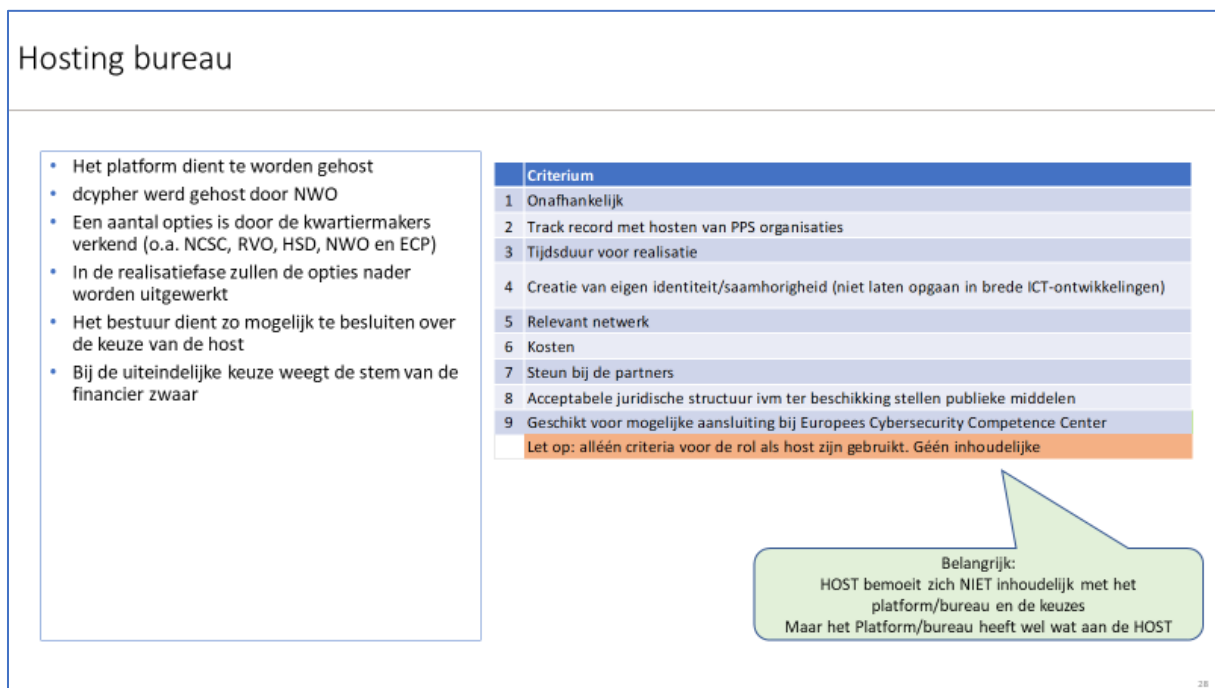 Hosting bureau
• Het platform dient te worden gehost
• dcypher werd gehost door NWO
• Een aantal opties is door de kwartiermakers
verkend (o.a. NCSC, RVO, HSD, NWO en ECP)
• In de realisatiefase zullen de opties nader
worden uitgewerkt
• Het bestuur dient zo mogelijk te besluiten over
de keuze van de host
• Bij de uiteindelijke keuze weegt de stem van de
financier zwaar
Criterium
1 Onafhankelijk
2 Track record met hosten van PPS organisaties
3 Tijdsduur voor realisatie
4 Creatie van eigen identiteit/saamhorigheid (niet laten opgaan in brede ICT-ontwikkelingen)
5 Relevant netwerk
6 Kosten
7 Steun bij de partners
8 Acceptabele juridische structuur ivm ter beschikking stellen publieke middelen
9 Geschikt voor mogelijke aansluiting bij Europees Cybersecurity Competence Center
Let op: alléén criteria voor de rol als host zijn gebruikt. Géén inhoudelijke
Belangrijk:
HOST bemoeit zich NIET inhoudelijk met het
platform/bureau en de keuzes
Maar het Platform/bureau heeft wel wat aan de HOST
28